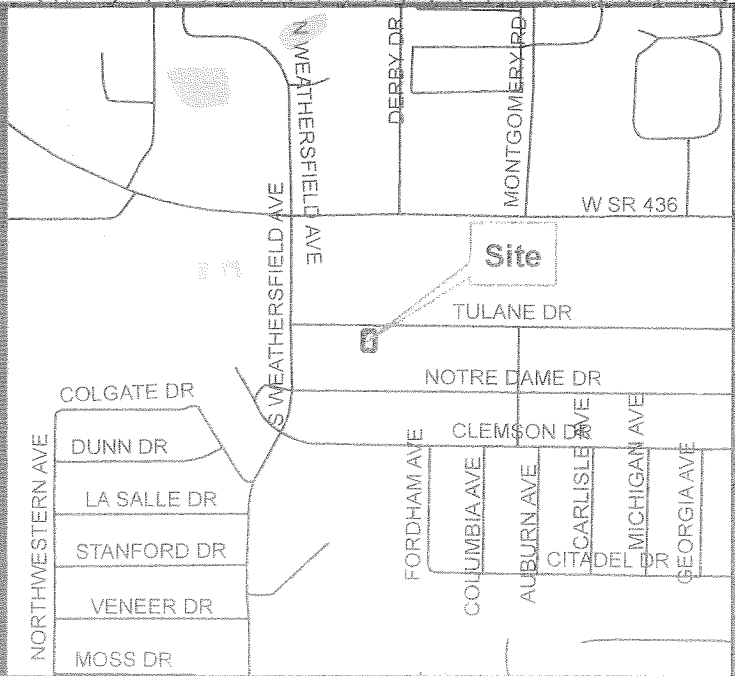 N WEATHERSFIELD AVE
DERBY DR
MONTGOMERY RD
W SR 436
S WEATHERSFIELD AVE
Site
TULANE DR
COLGATE DR
NOTRE DAME DR
DUNN DR
CLEMSON DR
NORTHWESTERN AVE
LA SALLE DR
FORDHAM AVE
COLUMBIA AVE
AUBURN AVE
CARLISLE AVE
MICHIGAN AVE
GEORGIA AVE
STANFORD DR
CITADEL DR
VENEER DR
MOSS DR